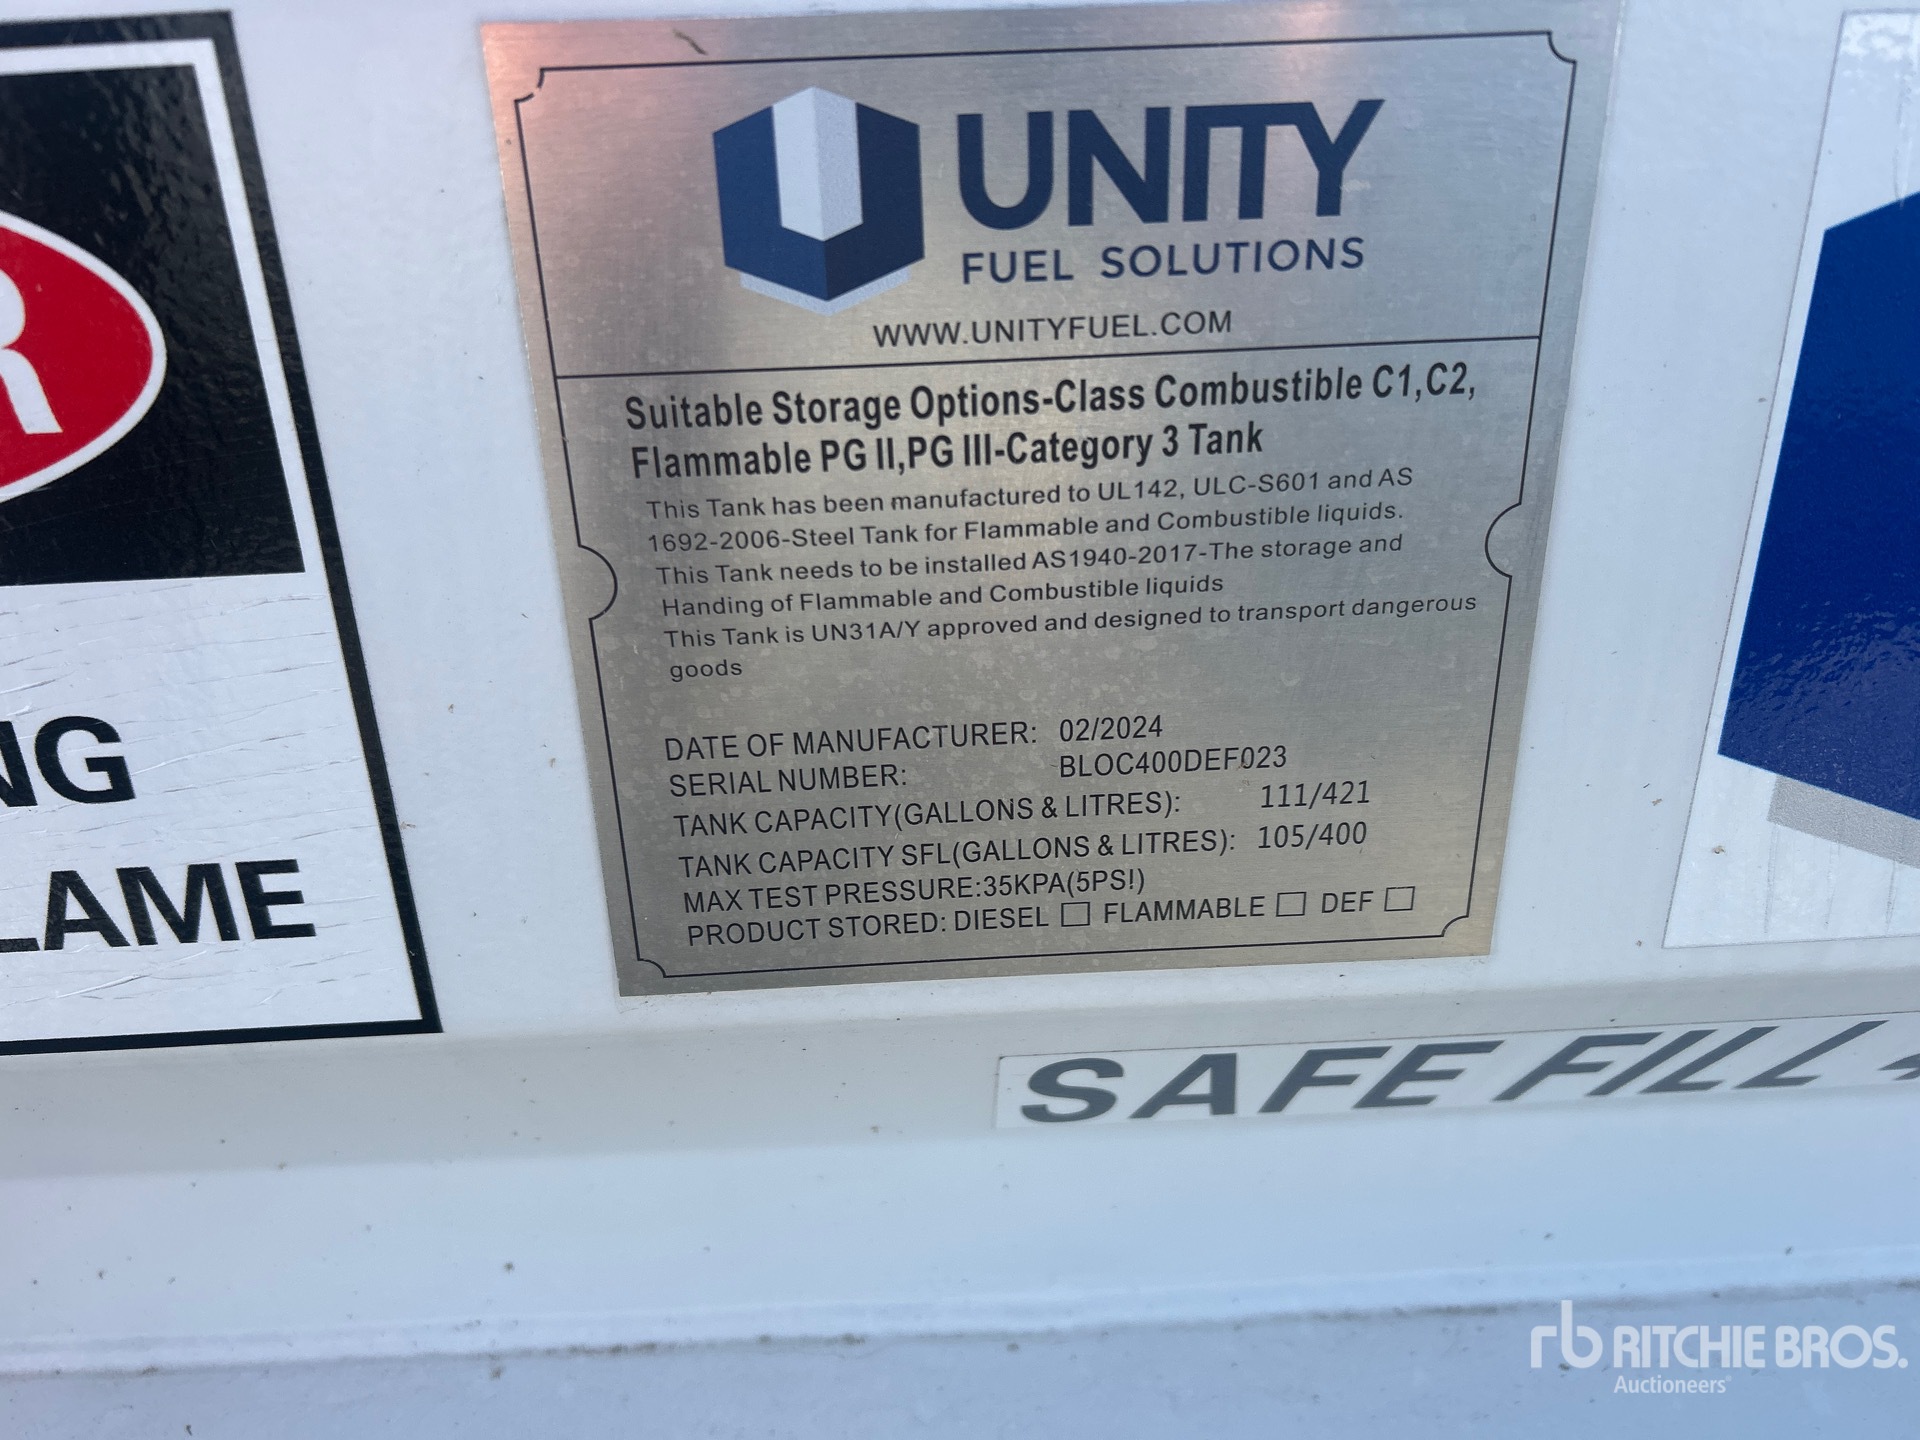 UNITY
FUEL SOLUTIONS
WWW.UNITYFUEL.COM
Suitable Storage Options-Class Combustible C1,C2,
Flammable PG II,PG III-Category 3 Tank
This Tank has been manufactured to UL142, ULC-S601 and AS
1692-2006-Steel Tank for Flammable and Combustible liquids.
This Tank needs to be installed AS1940-2017-The storage and
Handing of Flammable and Combustible liquids
This Tank is UN31A/Y approved and designed to transport dangerous
goods
DATE OF MANUFACTURER: 02/2024
SERIAL NUMBER: BLOC400DEF023
TANK CAPACITY(GALLONS & LITRES): 111/421
TANK CAPACITY SFL(GALLONS & LITRES): 105/400
MAX TEST PRESSURE:35KPA(5PS!)
PRODUCT STORED: DIESEL □ FLAMMABLE □ DEF □
R
NG
LAME
SAFE FILL
rb RITCHIE BROS.
Auctioneers